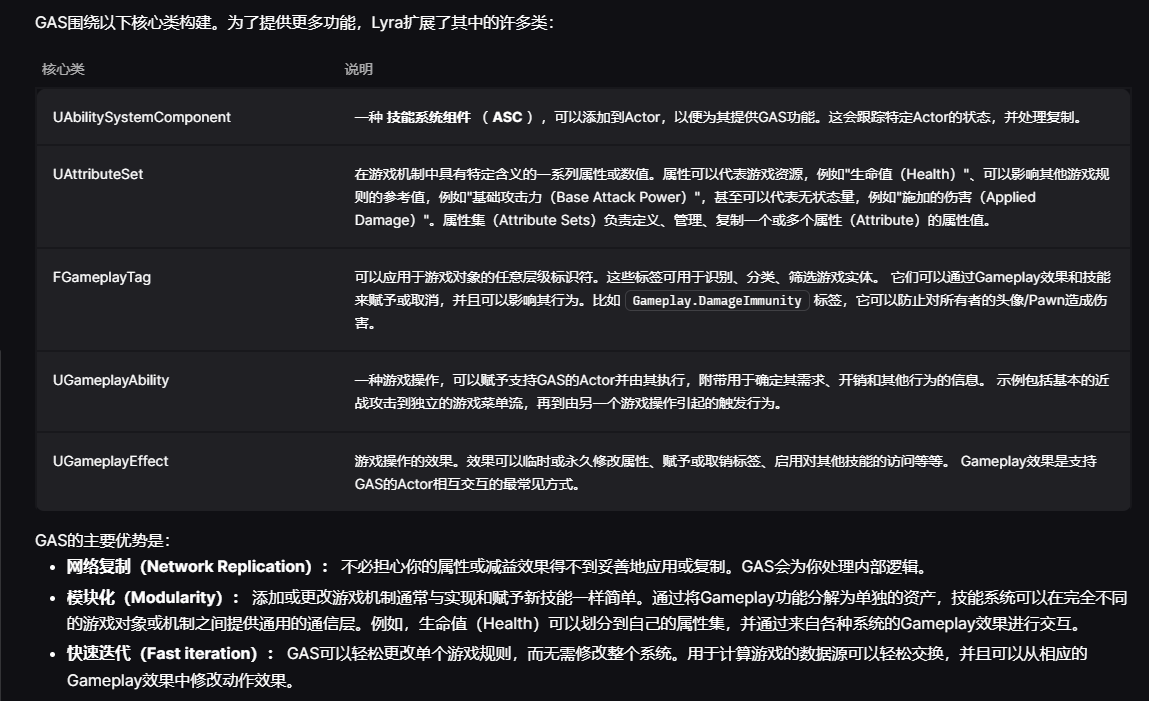 GAS围绕以下核心类构建。为了提供更多功能，Lyra扩展了其中的许多类：
核心类 说明
UAbilitySystemComponent 一种 技能系统组件 （ ASC ），可以添加到Actor，以便为其提供GAS功能。这会跟踪特定Actor的状态，并处理复制。
UAttributeSet 在游戏机制中具有特定含义的一系列属性或数值。属性可以代表游戏资源，例如"生命值（Health）"、可以影响其他游戏规
则的参考值，例如"基础攻击力（Base Attack Power）"，甚至可以代表无状态量，例如"施加的伤害（Applied
Damage）"。属性集（Attribute Sets）负责定义、管理、复制一个或多个属性（Attribute）的属性值。
FGameplayTag 可以应用于游戏对象的任意层级标识符。这些标签可用于识别、分类、筛选游戏实体。 它们可以通过Gameplay效果和技能
来赋予或取消，并且可以影响其行为。比如 Gameplay.DamageImmunity 标签，它可以防止对所有者的头像/Pawn造成伤
害。
UGameplayAbility 一种游戏操作，可以赋予支持GAS的Actor并由其执行，附带用于确定其需求、开销和其他行为的信息。 示例包括基本的近
战攻击到独立的游戏菜单流，再到由另一个游戏操作引起的触发行为。
UGameplayEffect 游戏操作的效果。效果可以临时或永久修改属性、赋予或取销标签、启用对其他技能的访问等等。 Gameplay效果是支持
GAS的Actor相互交互的最常见方式。
GAS的主要优势是：
• 网络复制（Network Replication）： 不必担心你的属性或减益效果得不到妥善地应用或复制。GAS会为你处理内部逻辑。
• 模块化（Modularity）： 添加或更改游戏机制通常与实现和赋予新技能一样简单。通过将Gameplay功能分解为单独的资产，技能系统可以在完全不同
的游戏对象或机制之间提供通用的通信层。例如，生命值（Health）可以划分到自己的属性集，并通过来自各种系统的Gameplay效果进行交互。
• 快速迭代（Fast iteration）： GAS可以轻松更改单个游戏规则，而无需修改整个系统。用于计算游戏的数据源可以轻松交换，并且可以从相应的
Gameplay效果中修改动作效果。